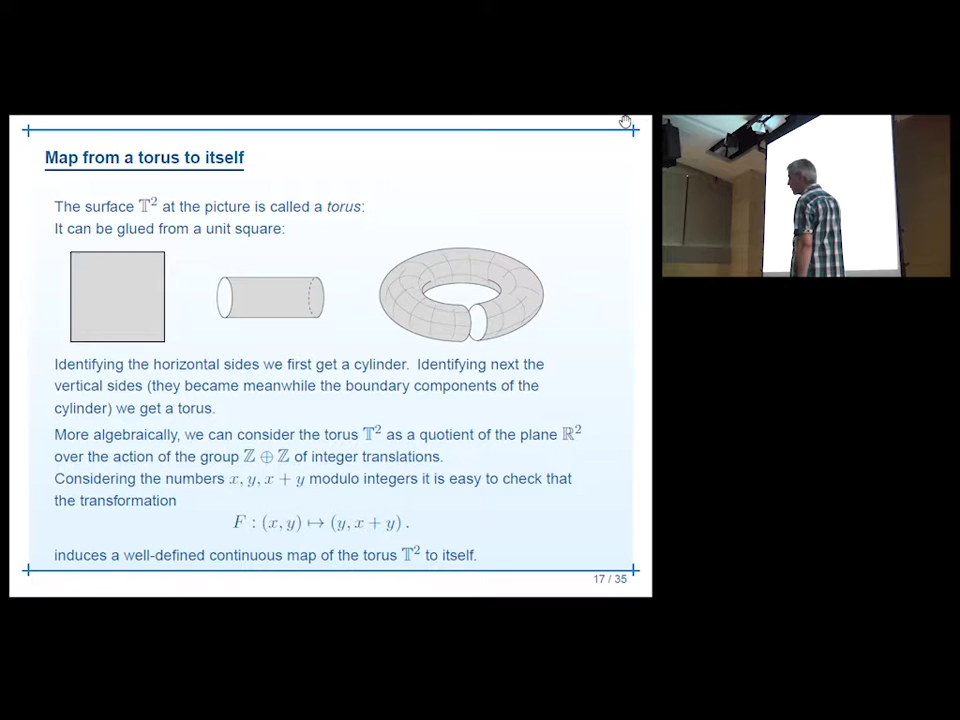 Map from a torus to itself
The surface 𝕋² at the picture is called a torus:
It can be glued from a unit square:
Identifying the horizontal sides we first get a cylinder. Identifying next the
vertical sides (they became meanwhile the boundary components of the
cylinder) we get a torus.
More algebraically, we can consider the torus 𝕋² as a quotient of the plane ℝ²
over the action of the group ℤ ⊕ ℤ of integer translations.
Considering the numbers x, y, x + y modulo integers it is easy to check that
the transformation
F : (x, y) ↦ (y, x + y) .
induces a well-defined continuous map of the torus 𝕋² to itself.
17 / 35